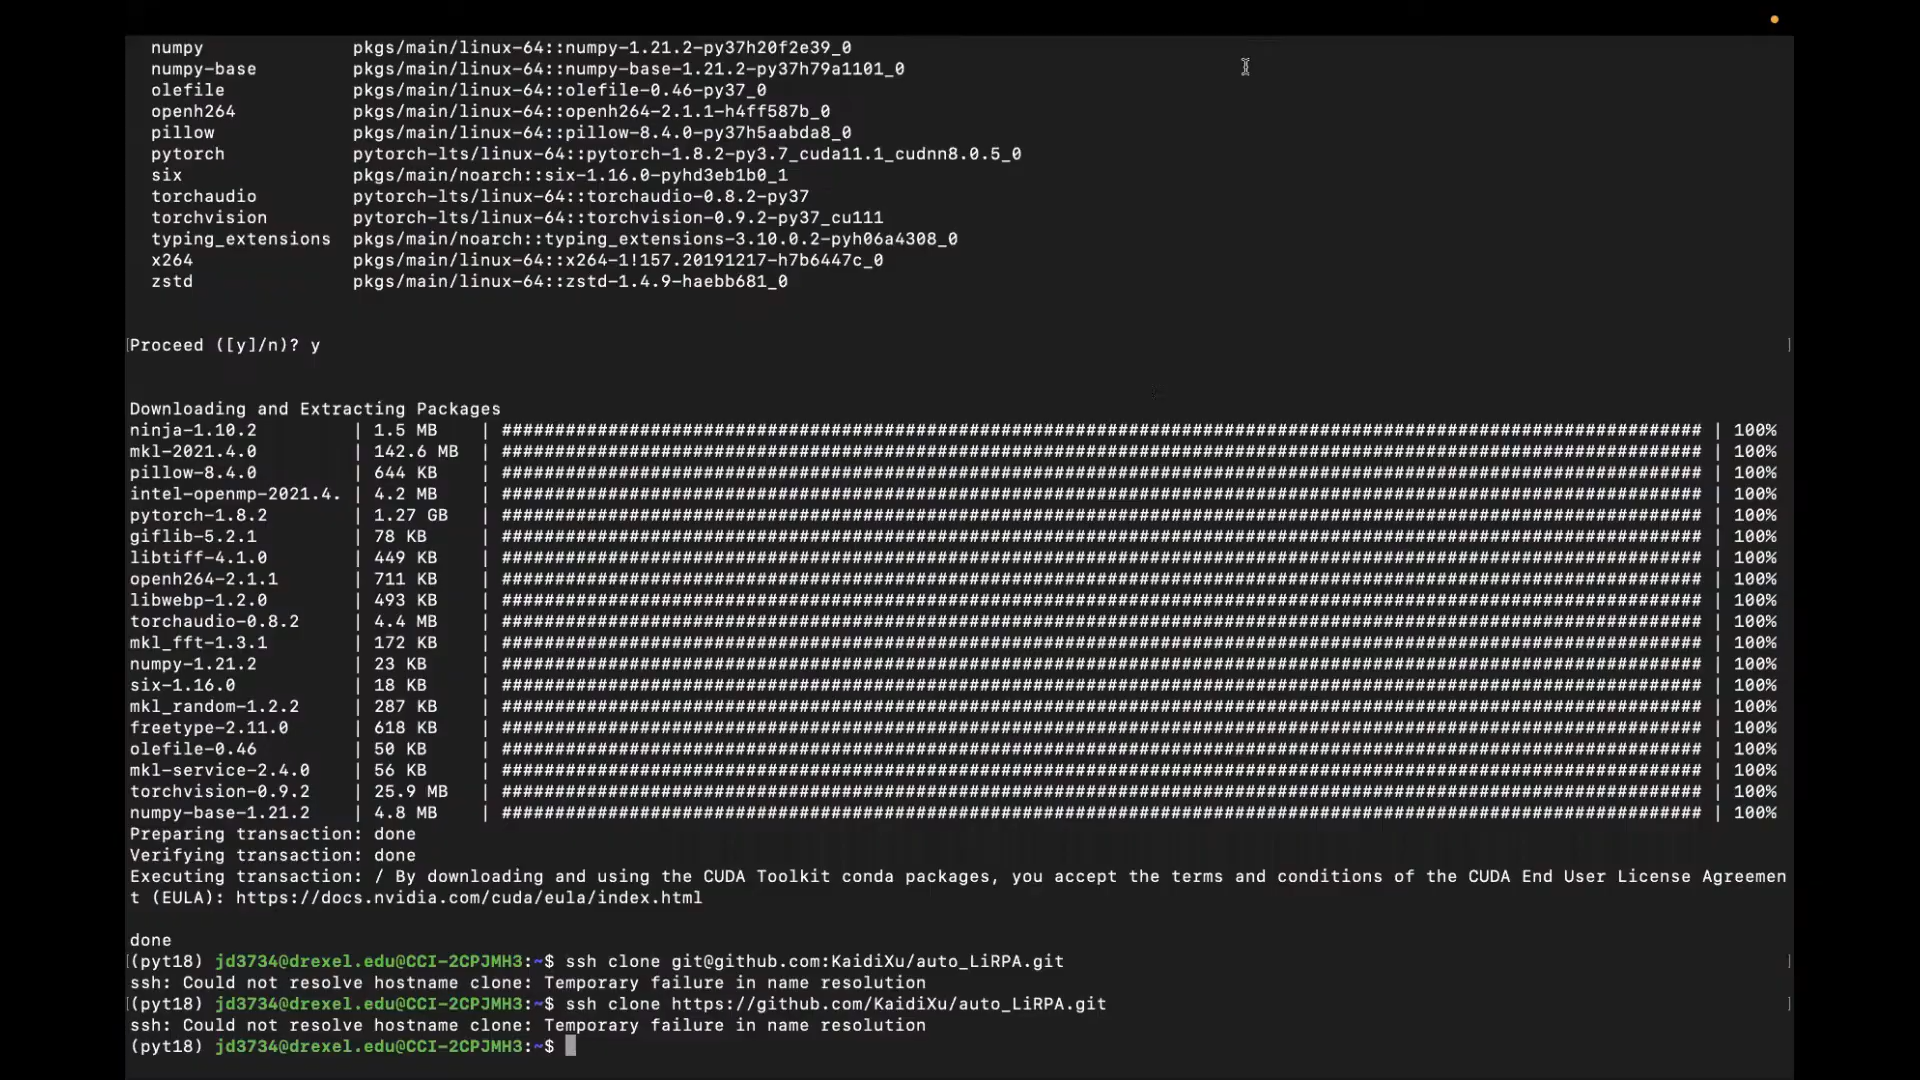 numpy pkgs/main/linux-64::numpy-1.21.2-py37h20f2e39_0
numpy-base pkgs/main/linux-64::numpy-base-1.21.2-py37h79a1101_0
olefile pkgs/main/linux-64::olefile-0.46-py37_0
openh264 pkgs/main/linux-64::openh264-2.1.1-h4ff587b_0
pillow pkgs/main/linux-64::pillow-8.4.0-py37h5aabda8_0
pytorch pytorch-lts/linux-64::pytorch-1.8.2-py3.7_cuda11.1_cudnn8.0.5_0
six pkgs/main/noarch::six-1.16.0-pyhd3eb1b0_1
torchaudio pytorch-lts/linux-64::torchaudio-0.8.2-py37
torchvision pytorch-lts/linux-64::torchvision-0.9.2-py37_cu111
typing_extensions pkgs/main/noarch::typing_extensions-3.10.0.2-pyh06a4308_0
x264 pkgs/main/linux-64::x264-1!157.20191217-h7b6447c_0
zstd pkgs/main/linux-64::zstd-1.4.9-haebb681_0
Proceed ([y]/n)? y
Downloading and Extracting Packages
ninja-1.10.2 | 1.5 MB | ################################################################################################################# | 100%
mkl-2021.4.0 | 142.6 MB | ################################################################################################################# | 100%
pillow-8.4.0 | 644 KB | ################################################################################################################# | 100%
intel-openmp-2021.4. | 4.2 MB | ################################################################################################################# | 100%
pytorch-1.8.2 | 1.27 GB | ################################################################################################################# | 100%
giflib-5.2.1 | 78 KB | ################################################################################################################# | 100%
libtiff-4.1.0 | 449 KB | ################################################################################################################# | 100%
openh264-2.1.1 | 711 KB | ################################################################################################################# | 100%
libwebp-1.2.0 | 493 KB | ################################################################################################################# | 100%
torchaudio-0.8.2 | 4.4 MB | ################################################################################################################# | 100%
mkl_fft-1.3.1 | 172 KB | ################################################################################################################# | 100%
numpy-1.21.2 | 23 KB | ################################################################################################################# | 100%
six-1.16.0 | 18 KB | ################################################################################################################# | 100%
mkl_random-1.2.2 | 287 KB | ################################################################################################################# | 100%
freetype-2.11.0 | 618 KB | ################################################################################################################# | 100%
olefile-0.46 | 50 KB | ################################################################################################################# | 100%
mkl-service-2.4.0 | 56 KB | ################################################################################################################# | 100%
torchvision-0.9.2 | 25.9 MB | ################################################################################################################# | 100%
numpy-base-1.21.2 | 4.8 MB | ################################################################################################################# | 100%
Preparing transaction: done
Verifying transaction: done
Executing transaction: / By downloading and using the CUDA Toolkit conda packages, you accept the terms and conditions of the CUDA End User License Agreemen
t (EULA): https://docs.nvidia.com/cuda/eula/index.html
done
(pyt18) jd3734@drexel.edu@CCI-2CPJMH3:~$ ssh clone git@github.com:KaidiXu/auto_LiRPA.git
ssh: Could not resolve hostname clone: Temporary failure in name resolution
(pyt18) jd3734@drexel.edu@CCI-2CPJMH3:~$ ssh clone https://github.com/KaidiXu/auto_LiRPA.git
ssh: Could not resolve hostname clone: Temporary failure in name resolution
(pyt18) jd3734@drexel.edu@CCI-2CPJMH3:~$